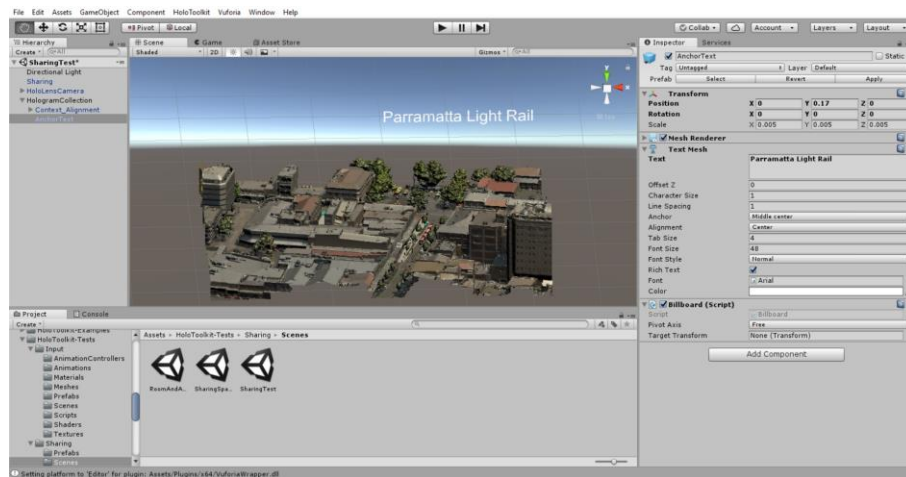 File Edit Assets GameObject Component HoloToolkit Vuforia Window Help
Pivot Local
Collab Account Layers Layout
Hierarchy
Create
SharingTest*
Directional Light
Sharing
HoloLensCamera
HologramCollection
Context_Alignment
AnchorText
Scene Game Asset Store
Shaded 2D Gizmos
Parramatta Light Rail
Inspector Services
AnchorText Static
Tag Untagged Layer Default
Prefab Select Revert Apply
Transform
Position X 0 Y 0.17 Z 0
Rotation X 0 Y 0 Z 0
Scale X 0.005 Y 0.005 Z 0.005
Mesh Renderer
Text Mesh
Text Parramatta Light Rail
Offset Z 0
Character Size 1
Line Spacing 1
Anchor Middle center
Alignment Center
Tab Size 4
Font Size 48
Font Style Normal
Rich Text
Font Arial
Color
Billboard (Script)
Script Billboard
Pivot Axis Free
Target Transform None (Transform)
Add Component
Project Console
Create
HoloToolkit-Examples
HoloToolkit-Tests
Input
AnimationControllers
Animations
Materials
Meshes
Prefabs
Scenes
Scripts
Shaders
Textures
Sharing
Prefabs
Scenes
Assets HoloToolkit-Tests Sharing Scenes
RoomAndA... SharingSpa... SharingTest
Setting platform to 'Editor' for plugin: Assets/Plugins/x64/VuforiaWrapper.dll